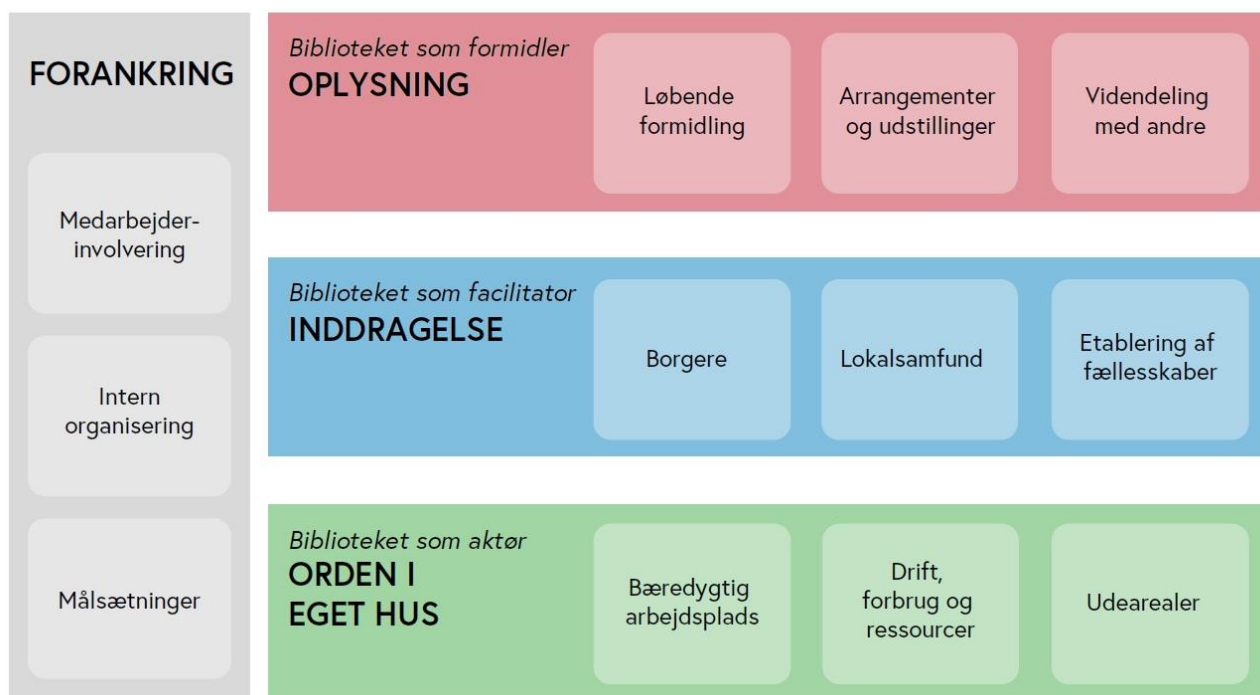 FORANKRING
Medarbejder-
involvering
Intern
organisering
Målsætninger
Biblioteket som formidler
OPLYSNING
Løbende
formidling
Arrangementer
og udstillinger
Videndeling
med andre
Biblioteket som facilitator
INDDRAGELSE
Borgere
Lokalsamfund
Etablering af
fællesskaber
Biblioteket som aktør
ORDEN I
EGET HUS
Bæredygtig
arbejdsplads
Drift,
forbrug og
ressourcer
Udearealer